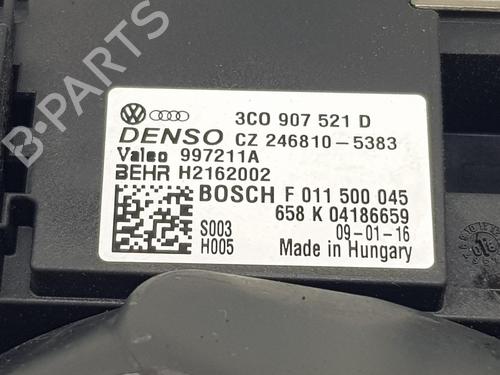 3C0 907 521 D
DENSO CZ 246810-5383
Valeo 997211A
BEHR H2162002
BOSCH F 011 500 045
658 K 04186659
S003 09-01-16
H005 Made in Hungary
B-PARTS